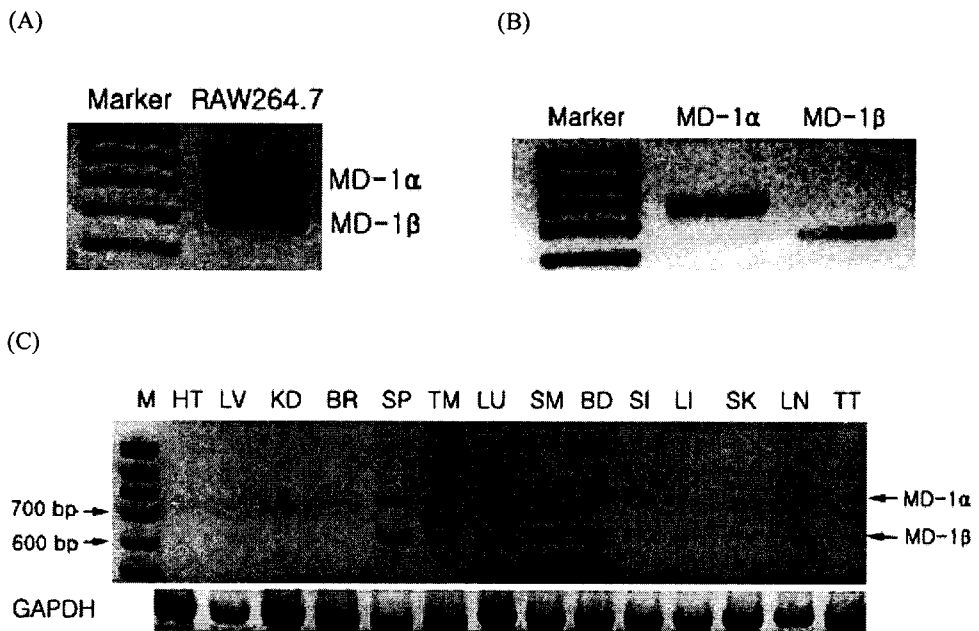 (A)
(B)
Marker RAW264.7
MD-1α
MD-1β
Marker MD-1α MD-1β
(C)
M HT LV KD BR SP TM LU SM BD SI LI SK LN TT
700 bp
600 bp
MD-1α
MD-1β
GAPDH